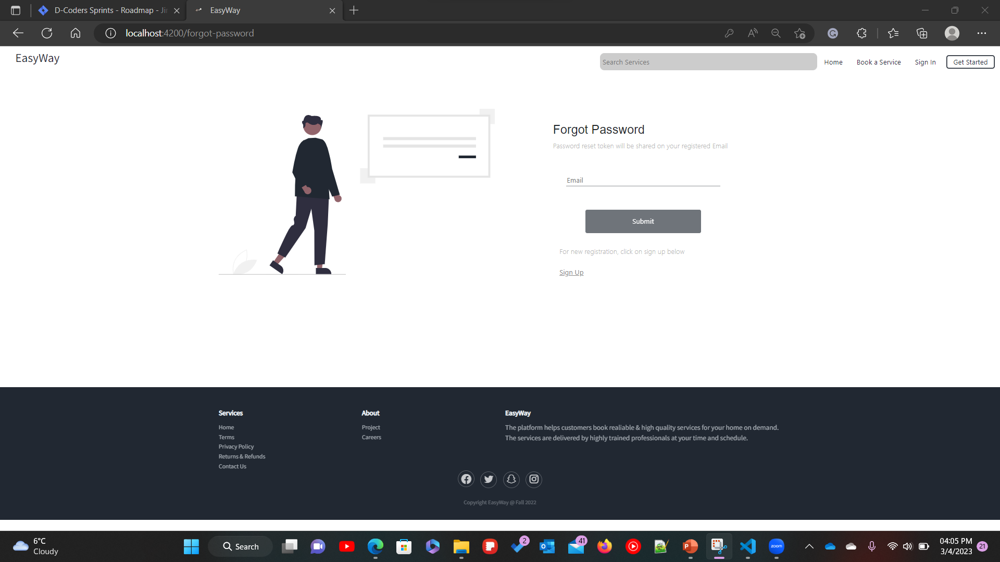 D-Coders Sprints - Roadmap - Jir
EasyWay
localhost:4200/forgot-password
EasyWay
Search Services
Home
Book a Service
Sign In
Get Started
Forgot Password
Password reset token will be shared on your registered Email
Email
Submit
For new registration, click on sign up below
Sign Up
Services
Home
Terms
Privacy Policy
Returns & Refunds
Contact Us
About
Project
Careers
EasyWay
The platform helps customers book realiable & high quality services for your home on demand.
The services are delivered by highly trained professionals at your time and schedule.
Copyright EasyWay @ Fall 2022
6°C
Cloudy
Search
2
41
zoom
04:05 PM
3/4/2023
21